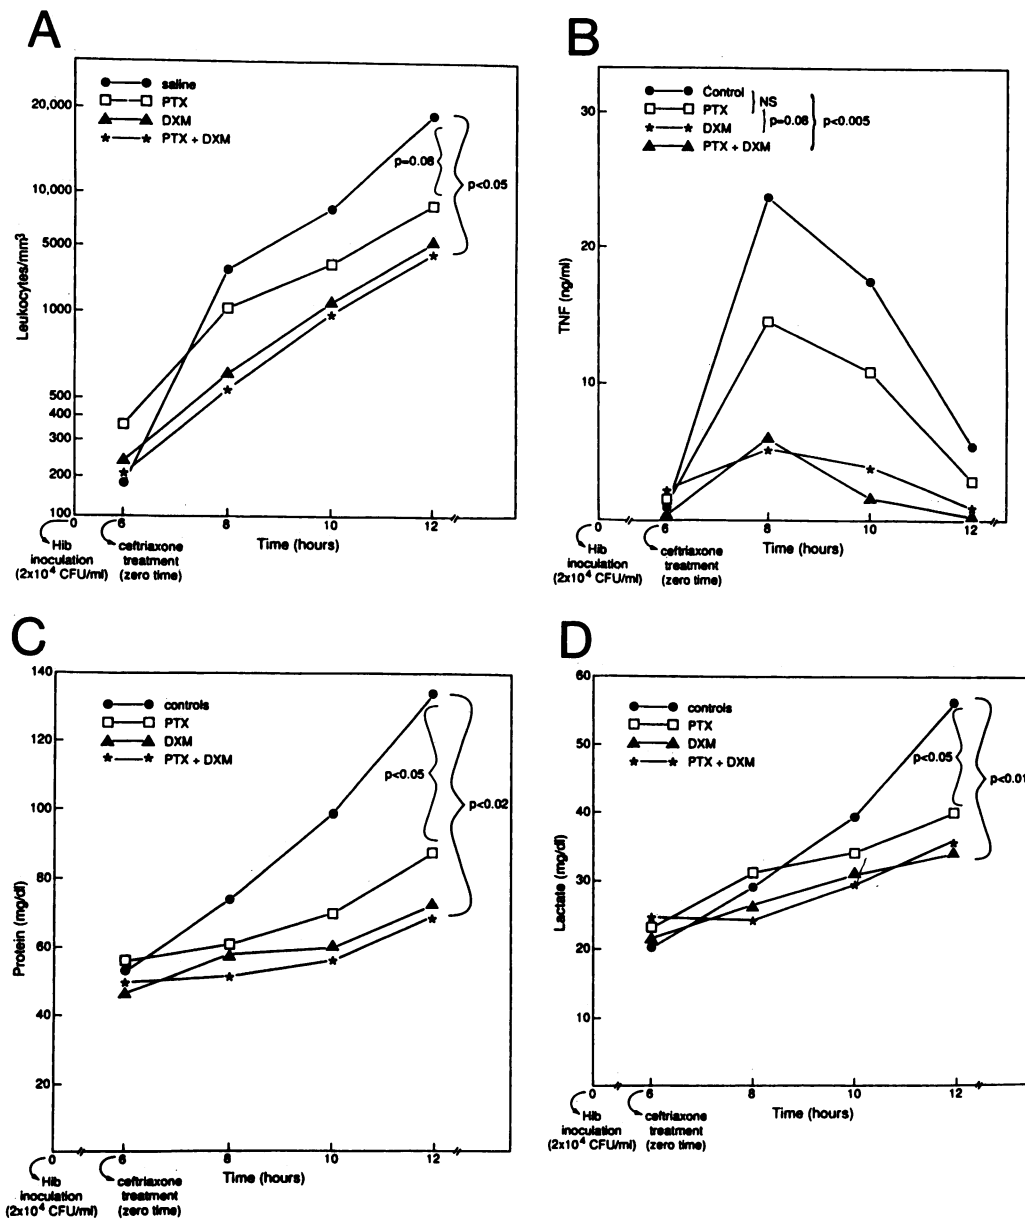 A
saline
PTX
DXM
PTX + DXM
20,000
10,000
5000
1000
500
400
300
200
100
Leukocytes/mm³
p=0.08
p<0.05
0
6
8
10
12
Time (hours)
Hib
inoculation
(2x10⁴ CFU/ml)
ceftriaxone
treatment
(zero time)
B
Control
PTX
DXM
PTX + DXM
NS
p=0.08
p<0.005
30
20
10
TNF (ng/ml)
0
6
8
10
12
Time (hours)
Hib
inoculation
(2x10⁴ CFU/ml)
ceftriaxone
treatment
(zero time)
C
controls
PTX
DXM
PTX + DXM
140
120
100
80
60
40
20
Protein (mg/dl)
p<0.05
p<0.02
0
6
8
10
12
Time (hours)
Hib
inoculation
(2x10⁴ CFU/ml)
ceftriaxone
treatment
(zero time)
D
controls
PTX
DXM
PTX + DXM
60
50
40
30
20
10
Lactate (mg/dl)
p<0.05
p<0.01
0
6
8
10
12
Time (hours)
Hib
inoculation
(2x10⁴ CFU/ml)
ceftriaxone
treatment
(zero time)